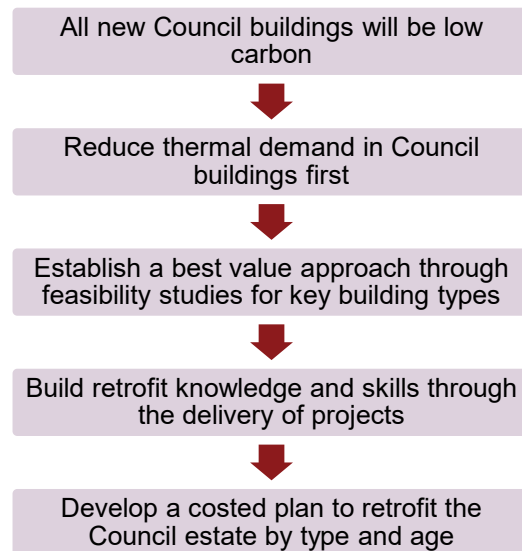 All new Council buildings will be low
carbon
Reduce thermal demand in Council
buildings first
Establish a best value approach through
feasibility studies for key building types
Build retrofit knowledge and skills through
the delivery of projects
Develop a costed plan to retrofit the
Council estate by type and age